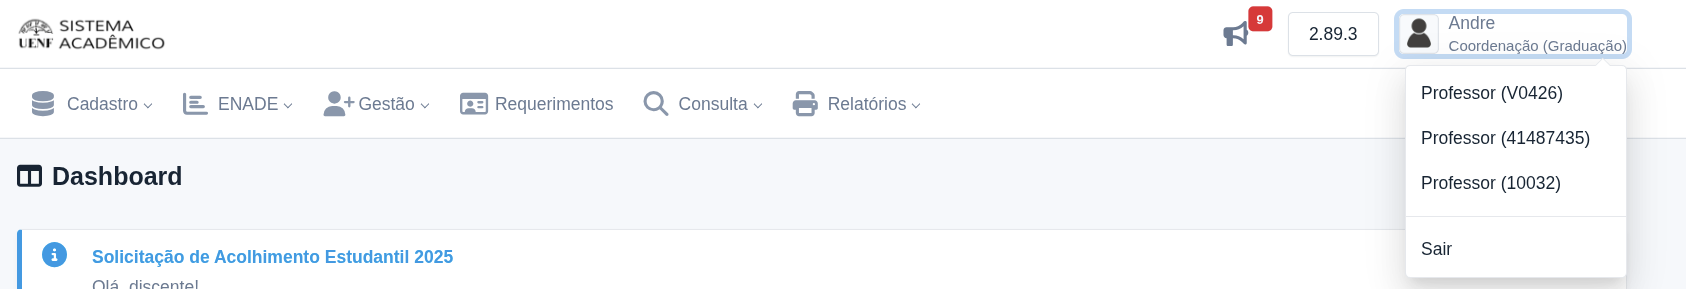 UENF
SISTEMA
ACADÊMICO
9
2.89.3
Andre
Coordenação (Graduação)
Cadastro
ENADE
Gestão
Requerimentos
Consulta
Relatórios
Professor (V0426)
Professor (41487435)
Professor (10032)
Sair
Dashboard
Solicitação de Acolhimento Estudantil 2025
Olá, discente!